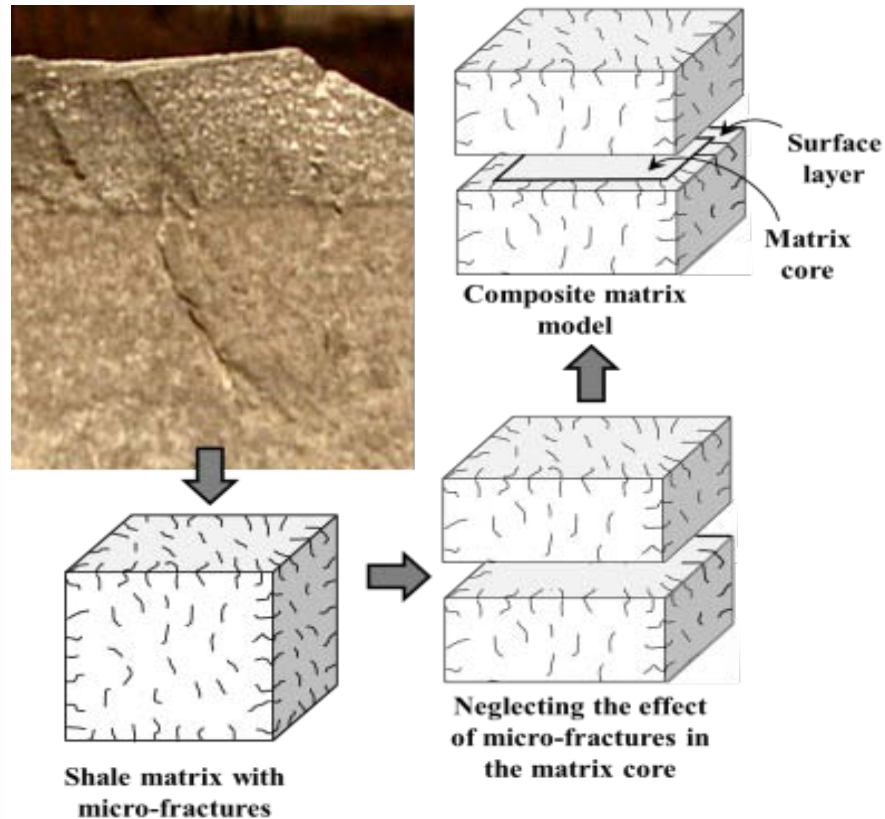 Surface
layer
Matrix
core
Composite matrix
model
Neglecting the effect
of micro-fractures in
the matrix core
Shale matrix with
micro-fractures